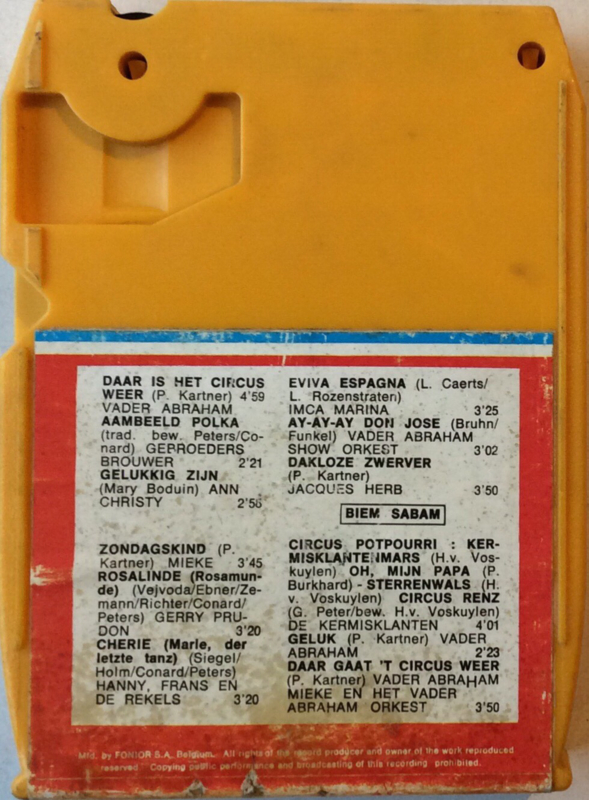 DAAR IS HET CIRCUS
WEER (P. Kartner) 4'59
VADER ABRAHAM
AAMBEELD POLKA
(trad. bew. Peters/Co-
nard) GEPROEDERS
BROUWER 2'21
GELUKKIG ZIJN
(Mary Boduin) ANN
CHRISTY 2'56
EVIVA ESPAGNA (L. Caerts/
L. Rozenstraten)
IMCA MARINA 3'25
AY-AY-AY DON JOSE (Bruhn/
Funkel) VADER ABRAHAM
SHOW ORKEST 3'02
DAKLOZE ZWERVER
(P. Kartner)
JACQUES HERB 3'50
BIEM SABAM
ZONDAGSKIND (P.
Kartner) MIEKE 3'45
ROSALINDE (Rosamun-
de) (Vejvoda/Ebner/Ze-
mann/Richter/Conard/
Peters) GERRY PRU-
DON 3'20
CHERIE (Marie, der
letzte tanz) (Siegel/
Holm/Conard/Peters)
HANNY, FRANS EN
DE REKELS 3'20
CIRCUS POTPOURRI : KER-
MISKLANTENMARS (H.v. Vos-
kuylen) OH, MIJN PAPA (P.
Burkhard) - STERRENWALS (H.
v. Voskuylen) CIRCUS RENZ
(G. Peter/bew. H.v. Voskuylen)
DE KERMISKLANTEN 4'01
GELUK (P. Kartner) VADER
ABRAHAM 2'23
DAAR GAAT 'T CIRCUS WEER
(P. Kartner) VADER ABRAHAM
MIEKE EN HET VADER
ABRAHAM ORKEST 3'50
Mfd. by FONIOR S.A. Belgium. All rights of the record producer and owner of the work reproduced
reserved. Copying public performance and broadcasting of this recording prohibited.